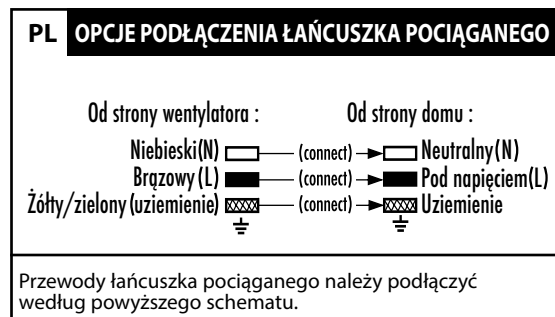 PL OPCJE PODŁĄCZENIA ŁAŃCUSZKA POCIĄGANEGO
Od strony wentylatora : Od strony domu :
Niebieski(N) (connect) Neutralny(N)
Brązowy (L) (connect) Pod napięciem(L)
Żółty/zielony (uziemienie) (connect) Uziemienie
Przewody łańcuszka pociąganego należy podłączyć
według powyższego schematu.